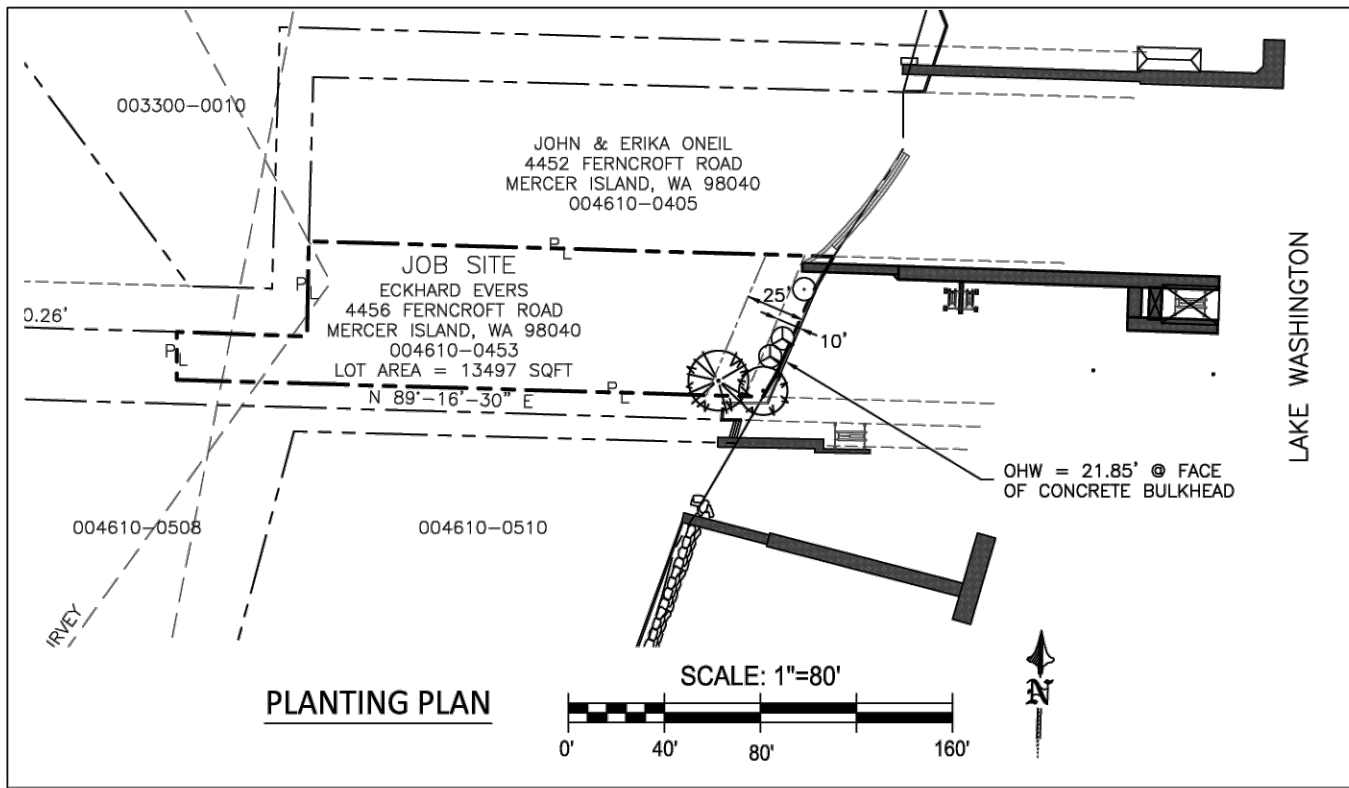 003300-0010
JOHN & ERIKA ONEIL
4452 FERNCROFT ROAD
MERCER ISLAND, WA 98040
004610-0405
PL
JOB SITE
ECKHARD EVERS
4456 FERNCROFT ROAD
MERCER ISLAND, WA 98040
004610-0453
LOT AREA = 13497 SQFT
PL
PL
PL
N 89°-16'-30" E
0.26'
25'
10'
LAKE WASHINGTON
OHW = 21.85' @ FACE
OF CONCRETE BULKHEAD
004610-0508
004610-0510
IRVEY
PLANTING PLAN
SCALE: 1"=80'
0'
40'
80'
160'
N